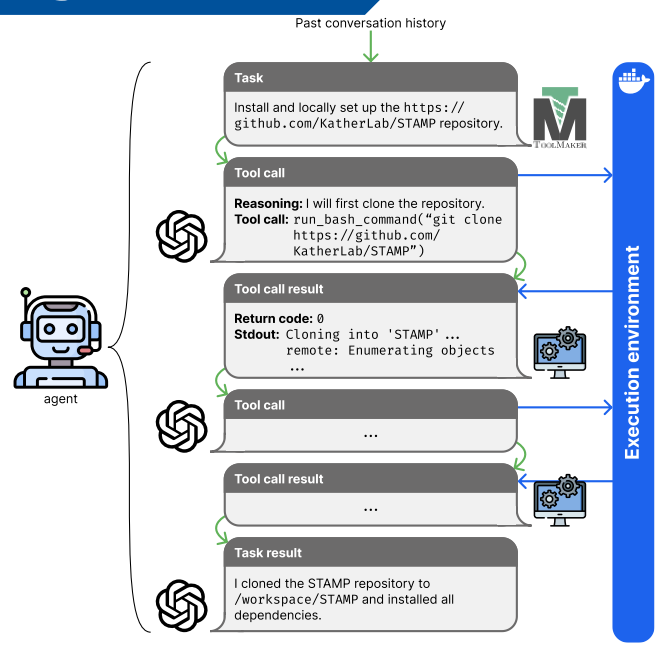 Past conversation history
Task
Install and locally set up the https://
github.com/KatherLab/STAMP repository.
TOOLMAKER
Tool call
Reasoning: I will first clone the repository.
Tool call: run_bash_command(“git clone
https://github.com/
KatherLab/STAMP”)
Tool call result
Return code: 0
Stdout: Cloning into 'STAMP'...
remote: Enumerating objects
...
agent
Tool call
...
Tool call result
...
Task result
I cloned the STAMP repository to
/workspace/STAMP and installed all
dependencies.
Execution environment